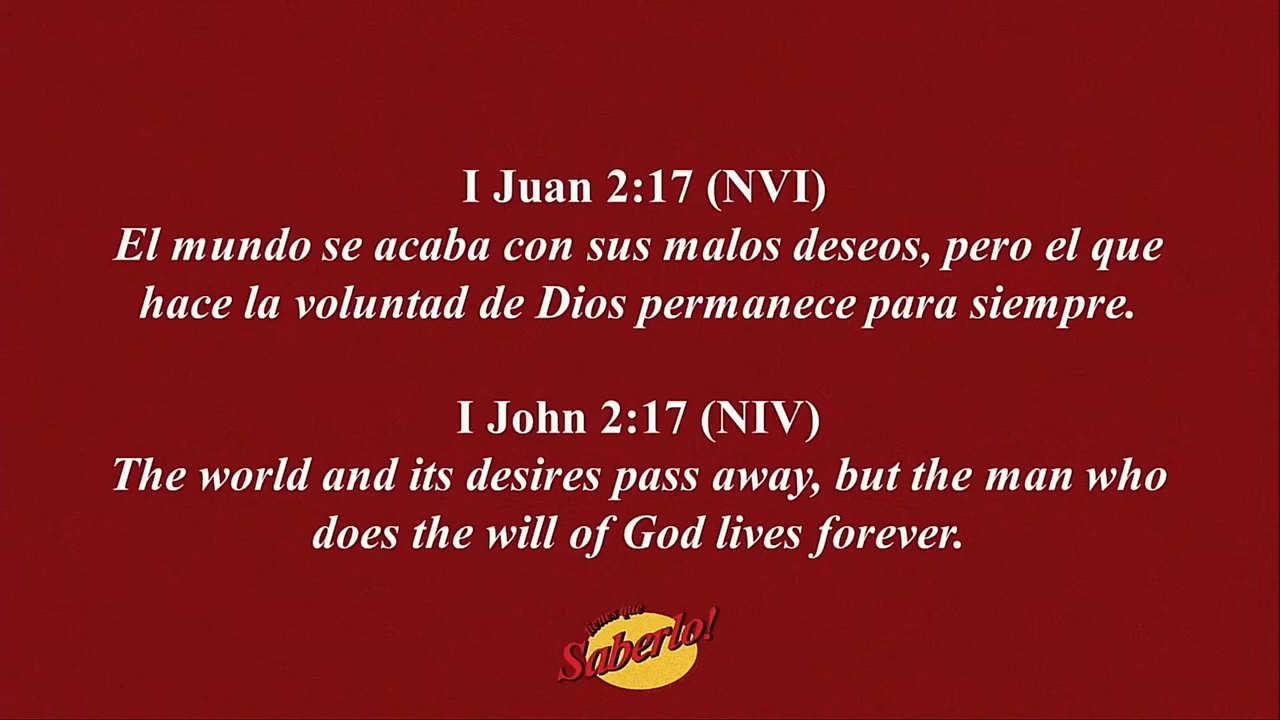 I Juan 2:17 (NVI)
El mundo se acaba con sus malos deseos, pero el que
hace la voluntad de Dios permanece para siempre.
I John 2:17 (NIV)
The world and its desires pass away, but the man who
does the will of God lives forever.
tienes que
Saberlo!